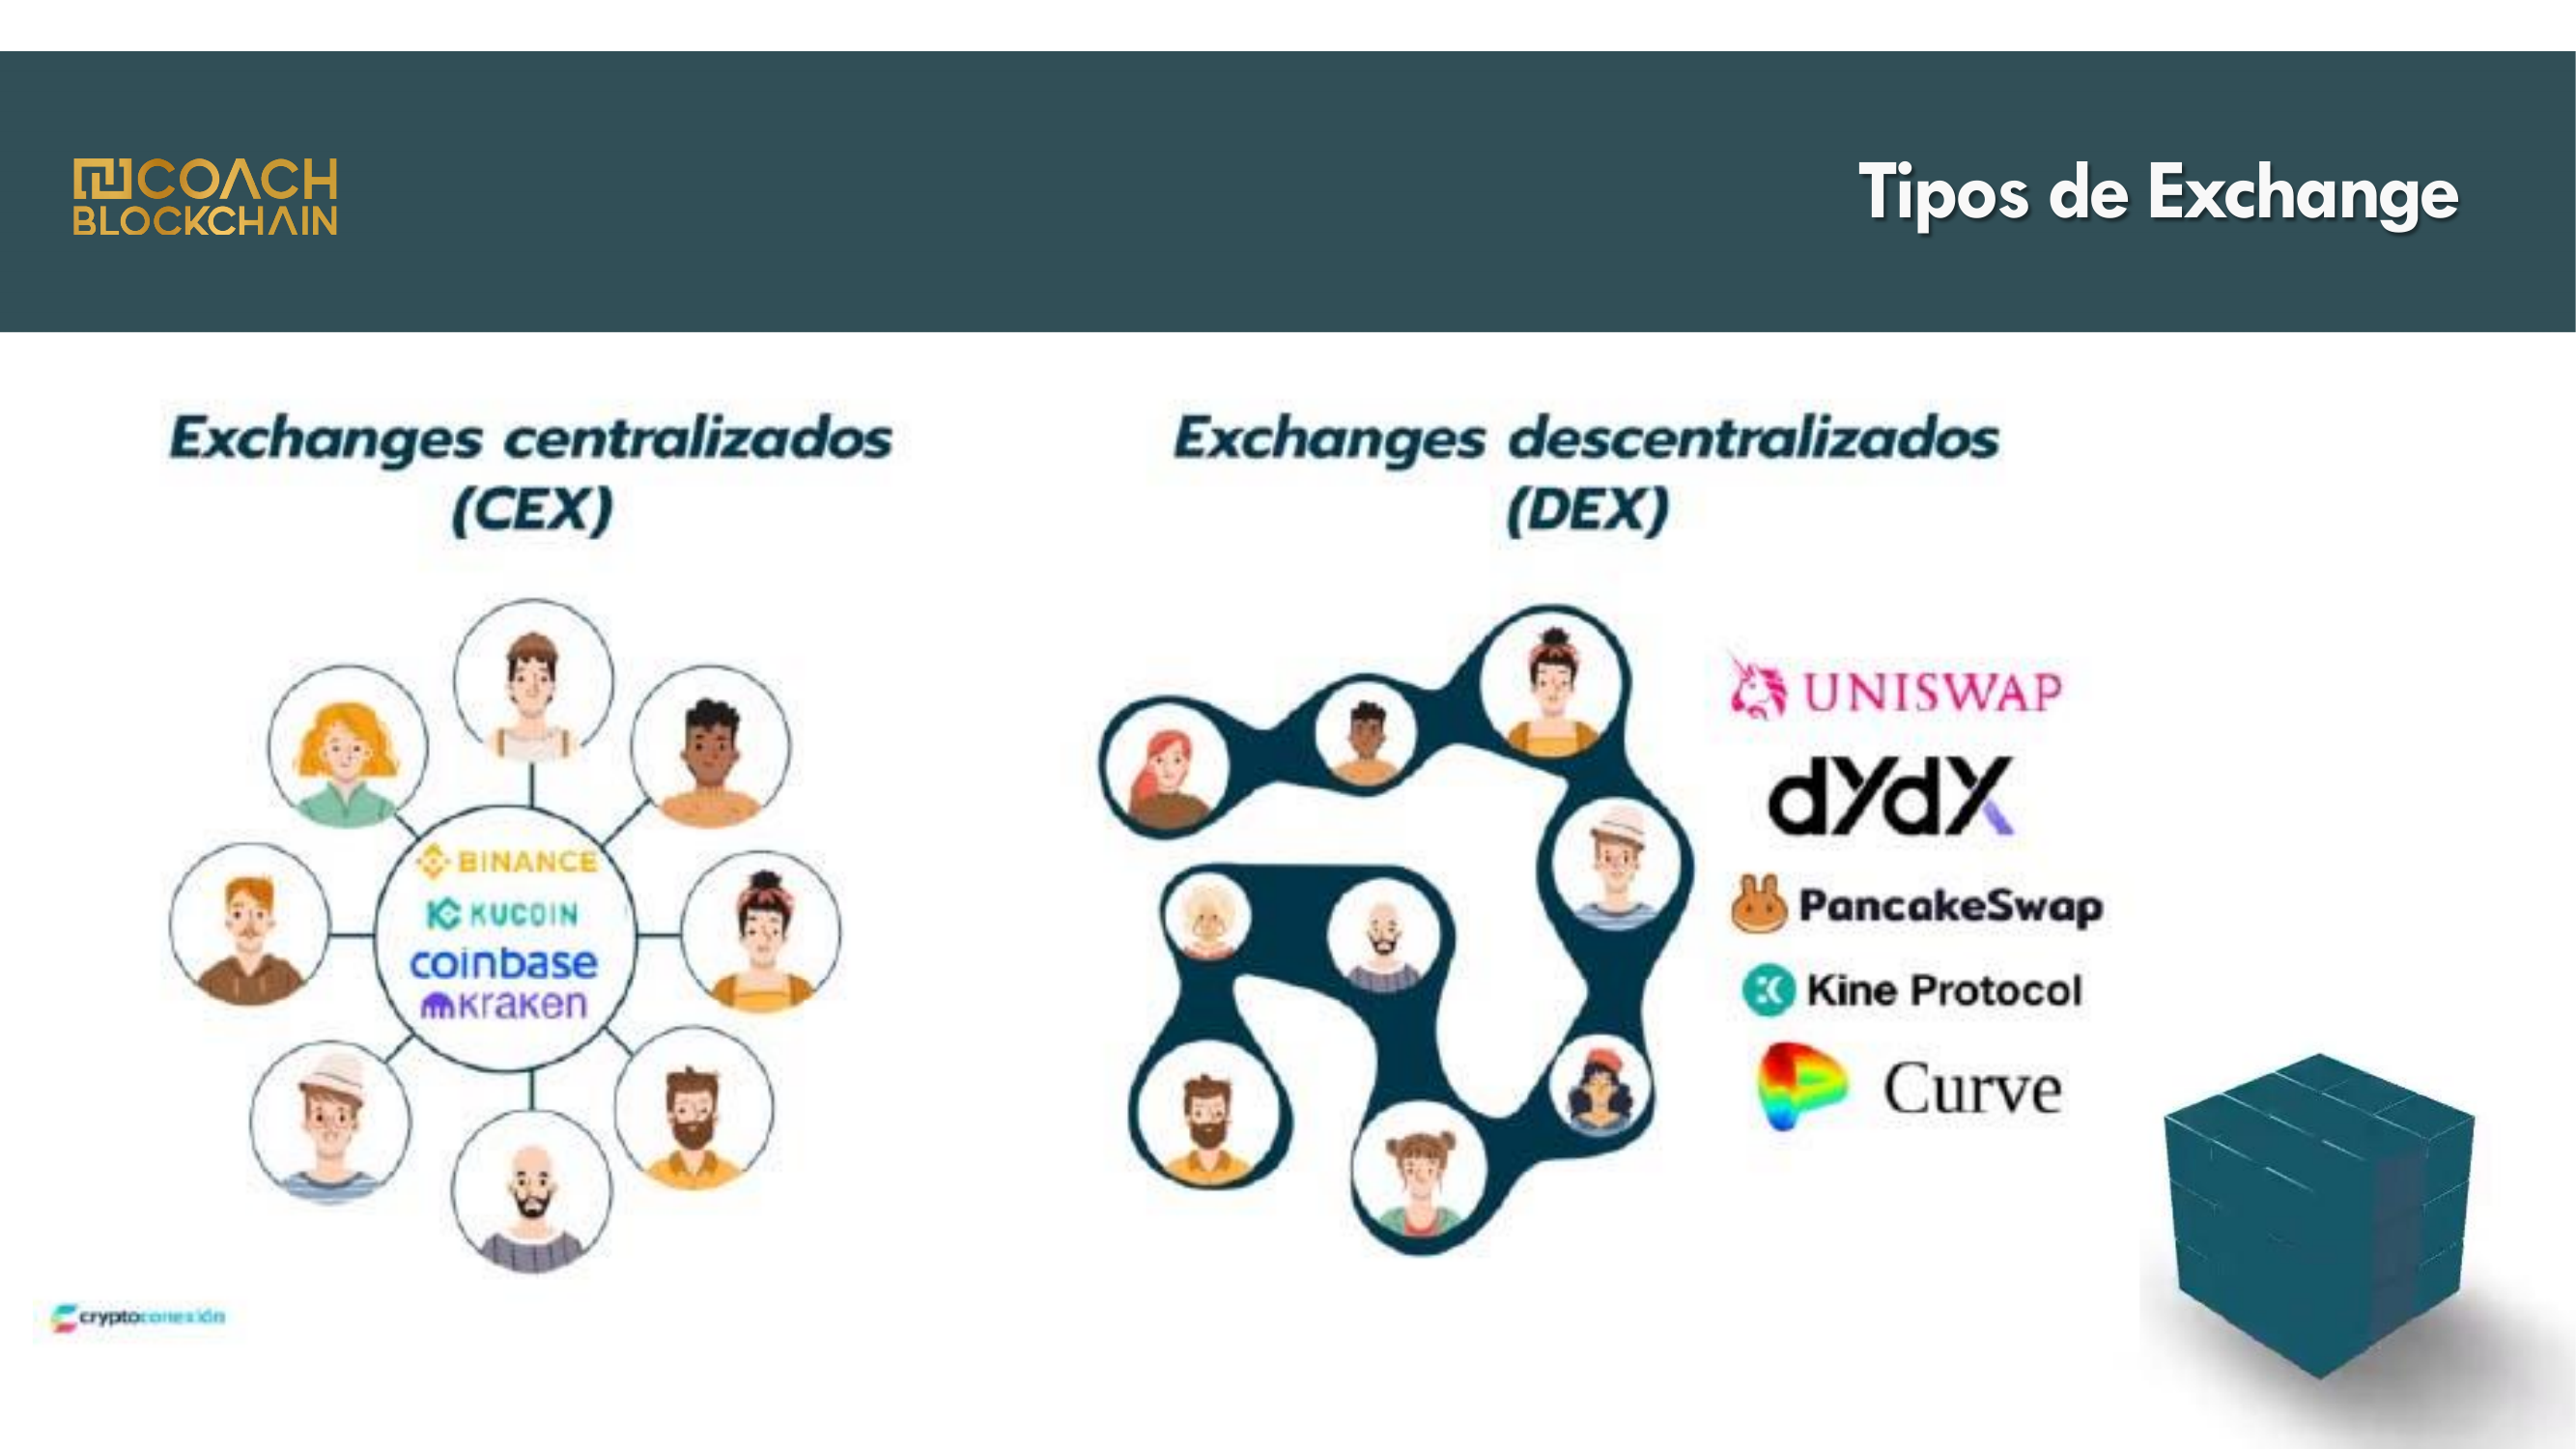 COACH
BLOCKCHAIN
Tipos de Exchange
Exchanges centralizados
(CEX)
BINANCE
KUCOIN
coinbase
kraken
Exchanges descentralizados
(DEX)
UNISWAP
dYdX
PancakeSwap
Kine Protocol
Curve
cryptoconexión